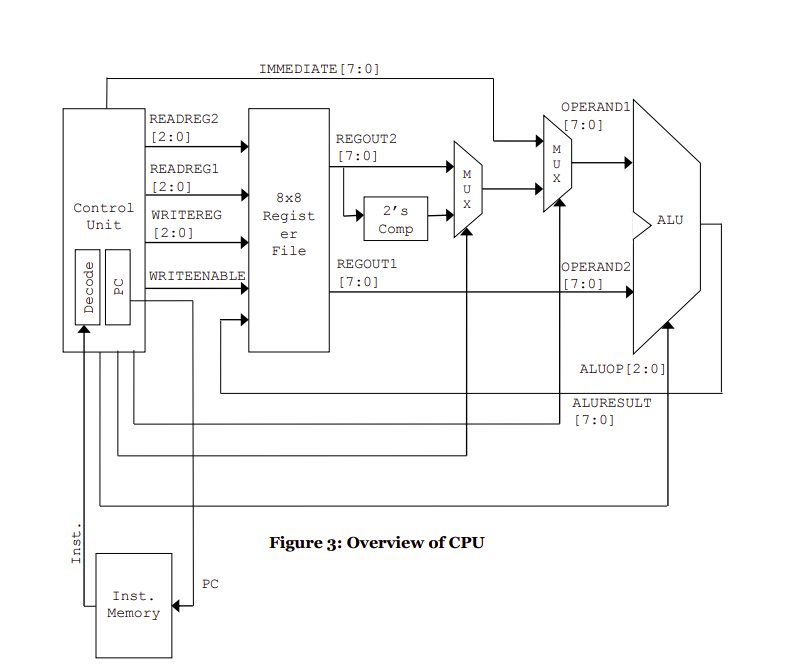 IMMEDIATE[7:0]
OPERAND1
[7:0]
READREG2
[2:0]
REGOUT2
[7:0]
MUX
MUX
READREG1
[2:0]
Control
Unit
WRITEREG
[2:0]
8x8
Regist
er
File
2's
Comp
ALU
Decode
PC
WRITEENABLE
REGOUT1
[7:0]
OPERAND2
[7:0]
ALUOP[2:0]
ALURESULT
[7:0]
Inst.
Figure 3: Overview of CPU
PC
Inst.
Memory